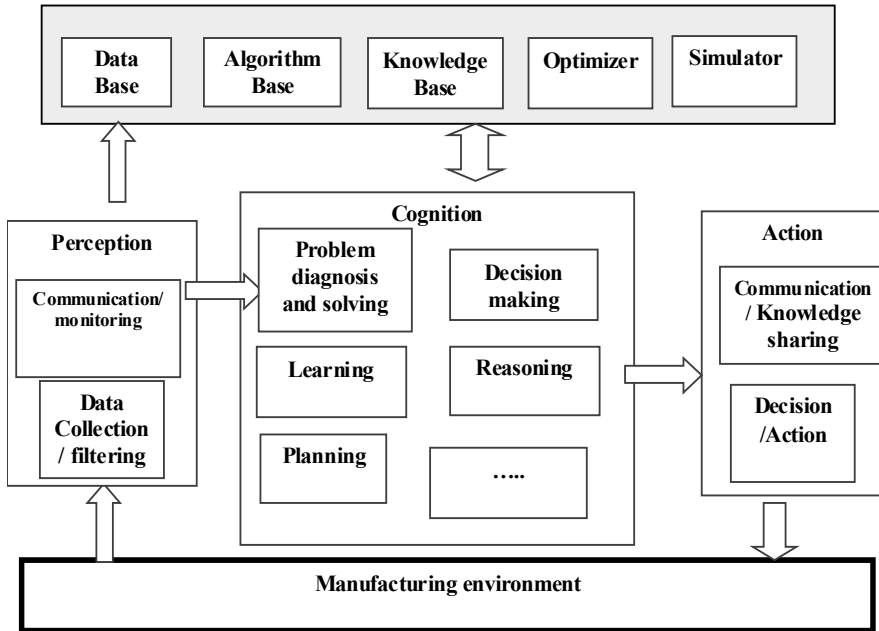 Data
Base
Algorithm
Base
Knowledge
Base
Optimizer
Simulator
Perception
Communication/
monitoring
Data
Collection
/ filtering
Cognition
Problem
diagnosis
and solving
Decision
making
Learning
Reasoning
Planning
…..
Action
Communication
/ Knowledge
sharing
Decision
/Action
Manufacturing environment